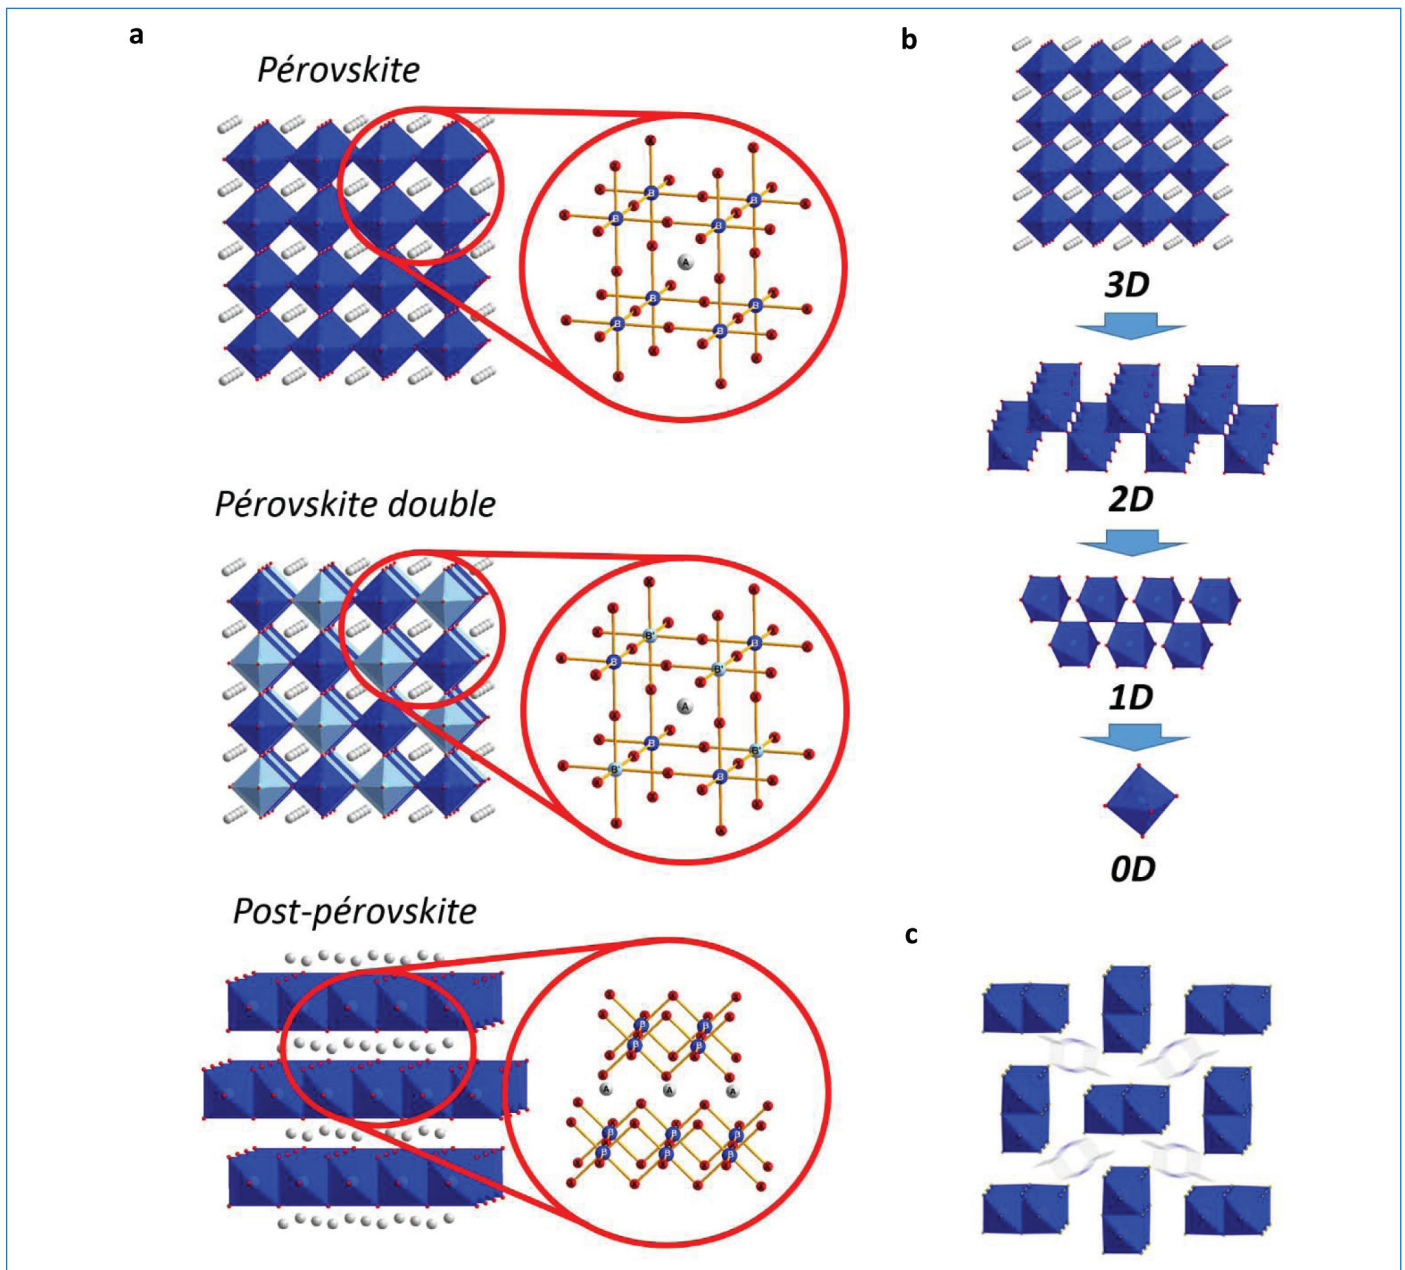 a
Pérovskite
X X X X X X X X X X X X X X X X X X X X X X X X X X X X X X X X X X X X
B B B B B B B B
A
Pérovskite double
X X X X X X X X X X X X X X X X X X X X X X X X X X X X X X X X X X X X
B' B B B' B B' B' B
A
Post-pérovskite
B B B B
A A A
B B B B B B
b
3D
2D
1D
0D
c